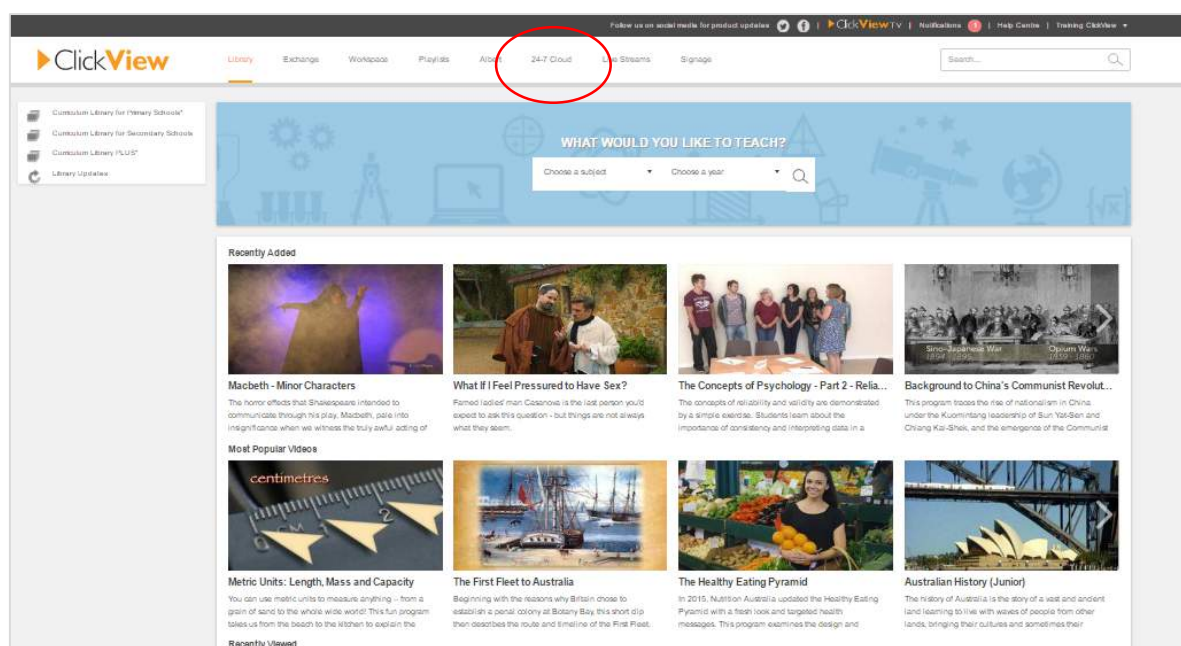 Follow us on social media for product updates | ClickView TV | Notifications 1 | Help Centre | Training ClickView
ClickView
Library Exchange Workspace Playlists Albert 24-7 Cloud Live Streams Signage Search...
Curriculum Library for Primary Schools*
Curriculum Library for Secondary Schools
Curriculum Library PLUS*
Library Updates
WHAT WOULD YOU LIKE TO TEACH?
Choose a subject Choose a year
Recently Added
Sino-Japanese War Opium Wars
1894 - 1895 1839 - 1860
Macbeth - Minor Characters
The horror effects that Shakespeare intended to
communicate through his play, Macbeth, pale into
insignificance when we witness the truly awful acting of
What If I Feel Pressured to Have Sex?
Famed ladies' man Casanova is the last person you'd
expect to ask this question - but things are not always
what they seem.
The Concepts of Psychology - Part 2 - Relia...
The concepts of reliability and validity are demonstrated
by a simple exercise. Students learn about the
importance of consistency and interpreting data in a
Background to China's Communist Revolut...
This program traces the rise of nationalism in China
under the Kuomintang leadership of Sun Yat-Sen and
Chiang Kai-Shek, and the emergence of the Communist
Most Popular Videos
centimetres
0 CM 1 2
Metric Units: Length, Mass and Capacity
You can use metric units to measure anything – from a
grain of sand to the whole wide world! This fun program
takes us from the beach to the kitchen to explain the
The First Fleet to Australia
Beginning with the reasons why Britain chose to
establish a penal colony at Botany Bay, this short clip
then describes the route and timeline of the First Fleet.
The Healthy Eating Pyramid
In 2015, Nutrition Australia updated the Healthy Eating
Pyramid with a fresh look and targeted health
messages. This program examines the design and
Australian History (Junior)
The history of Australia is the story of a vast and ancient
land learning to live with waves of people from other
lands, bringing their cultures and sometimes their
Recently Viewed